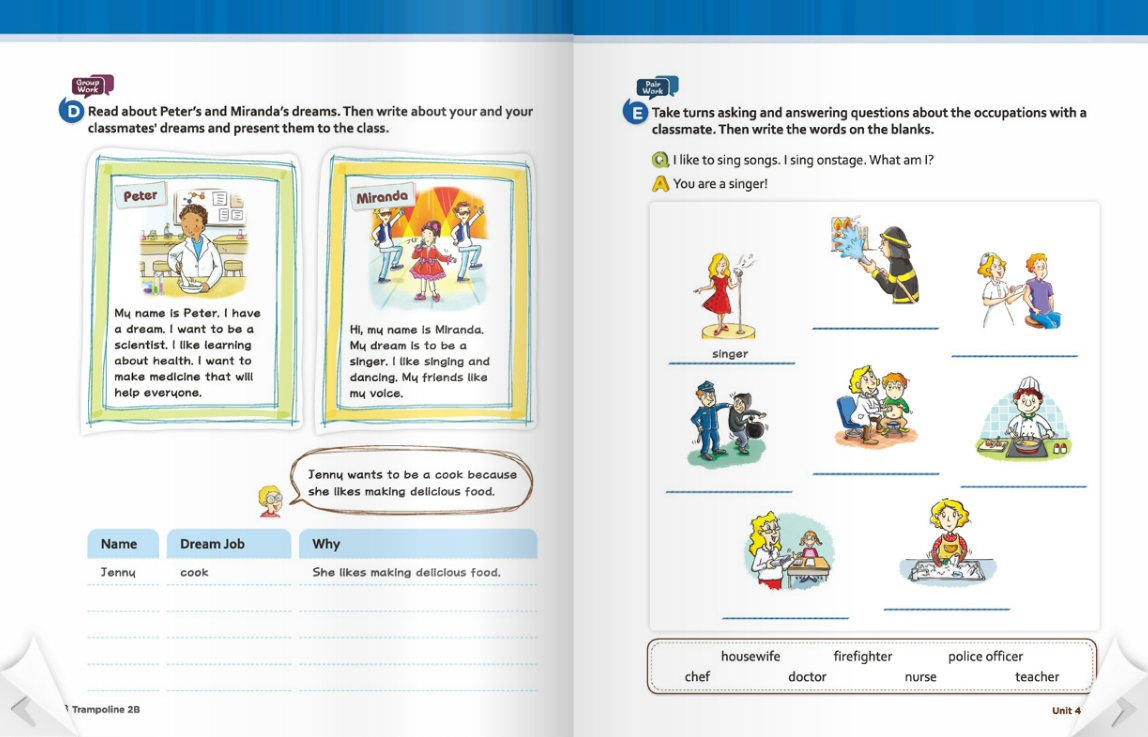 Group
Work
D
Read about Peter's and Miranda's dreams. Then write about your and your
classmates' dreams and present them to the class.
Peter
My name is Peter. I have
a dream. I want to be a
scientist. I like learning
about health. I want to
make medicine that will
help everyone.
Miranda
Hi, my name is Miranda.
My dream is to be a
singer. I like singing and
dancing. My friends like
my voice.
Jenny wants to be a cook because
she likes making delicious food.
Name Dream Job Why
Jenny cook She likes making delicious food.
Trampoline 2B
Pair
Work
E
Take turns asking and answering questions about the occupations with a
classmate. Then write the words on the blanks.
Q I like to sing songs. I sing onstage. What am I?
A You are a singer!
singer
housewife firefighter police officer
chef doctor nurse teacher
Unit 4